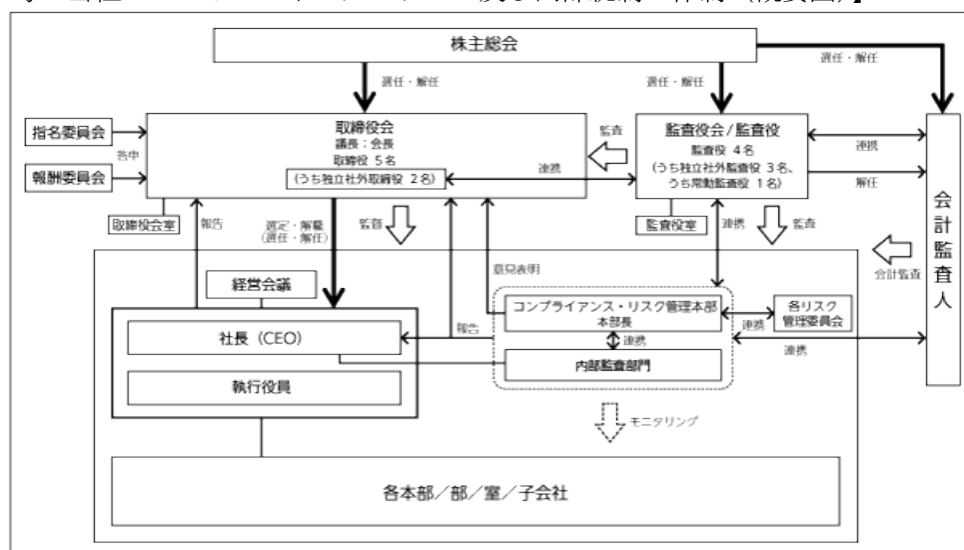 株主総会
選任・解任
選任・解任
選任・解任
指名委員会
答申
報酬委員会
取締役会
議長：会長
取締役 5名
（うち独立社外取締役 2名）
監査
連携
監査役会/監査役
監査役 4名
（うち独立社外監査役 3名、
うち常勤監査役 1名）
連携
解任
会計監査人
取締役会室
報告
選定・解職
（選任・解任）
監督
監査役室
連携
監査
会計監査
意見表明
経営会議
社長（CEO）
執行役員
報告
コンプライアンス・リスク管理本部
本部長
連携
内部監査部門
連携
各リスク
管理委員会
連携
モニタリング
各本部／部／室／子会社